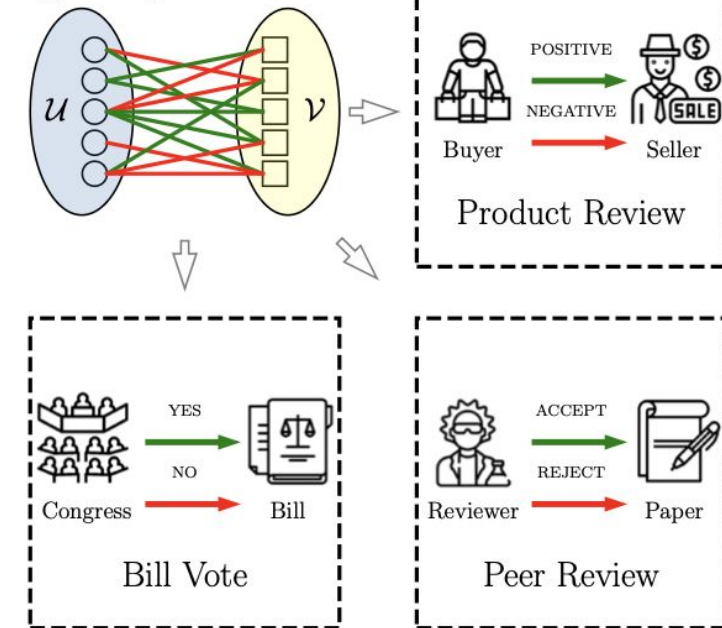 𝒰
𝒱
POSITIVE
NEGATIVE
SALE
$
$
Buyer
Seller
Product Review
YES
NO
Congress
Bill
Bill Vote
ACCEPT
REJECT
Reviewer
Paper
Peer Review